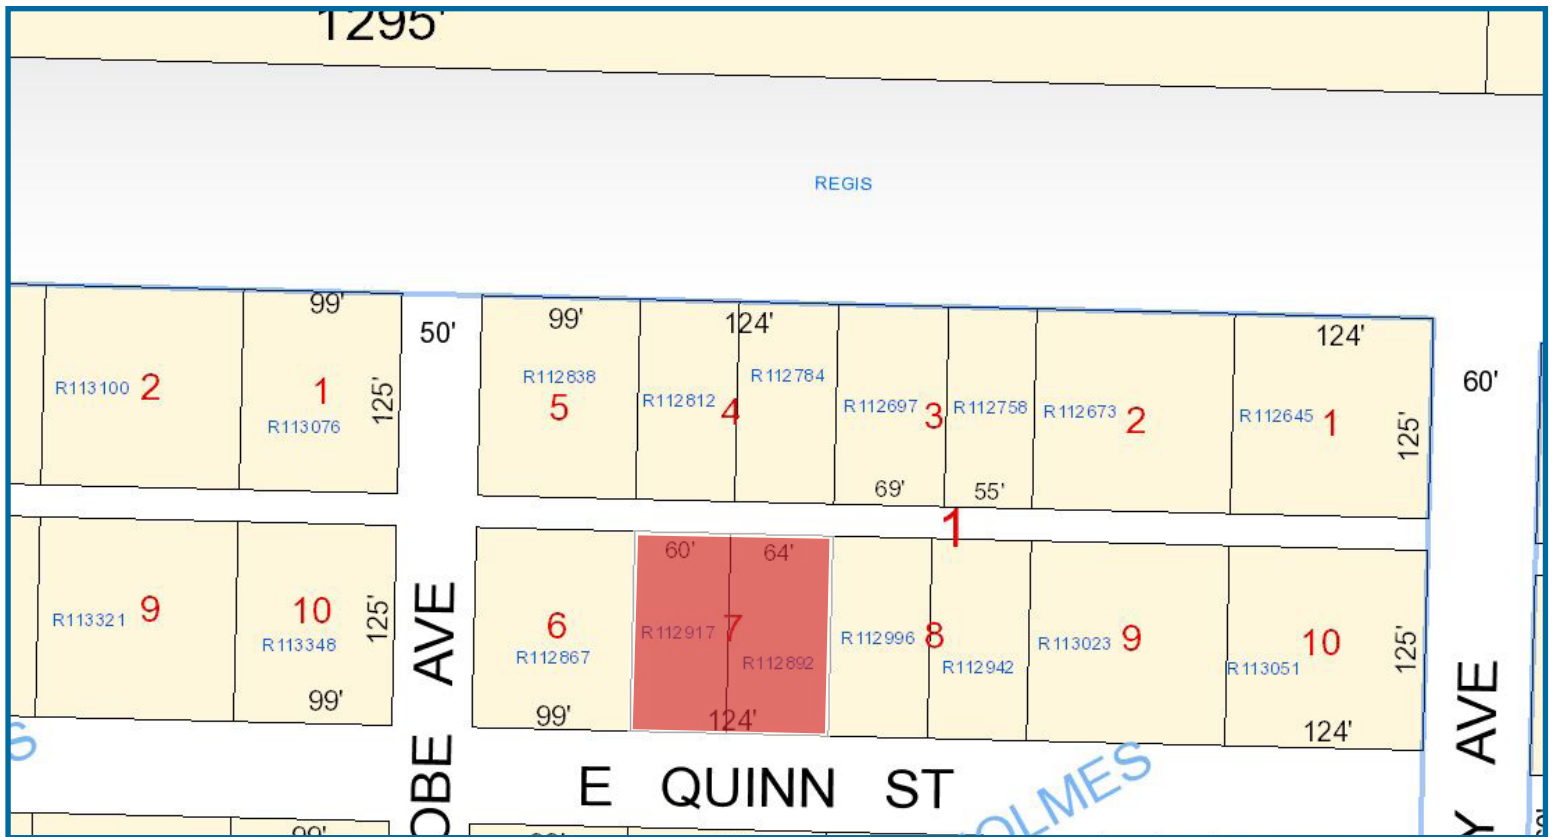 1295'
REGIS
99'
50'
99'
124'
124'
60'
R113100 2
1
R113076
125'
R112838
5
R112812 4
R112784
R112697 3
R112758
R112673 2
R112645 1
125'
69'
55'
1
60'
64'
R113321 9
10
R113348
125'
99'
AVE
6
R112867
99'
R112917 7
R112892
124'
R112996 8
R112942
R113023 9
10
R113051
125'
124'
AVE
OBE
E QUINN ST
OLMES
S
Y
99'